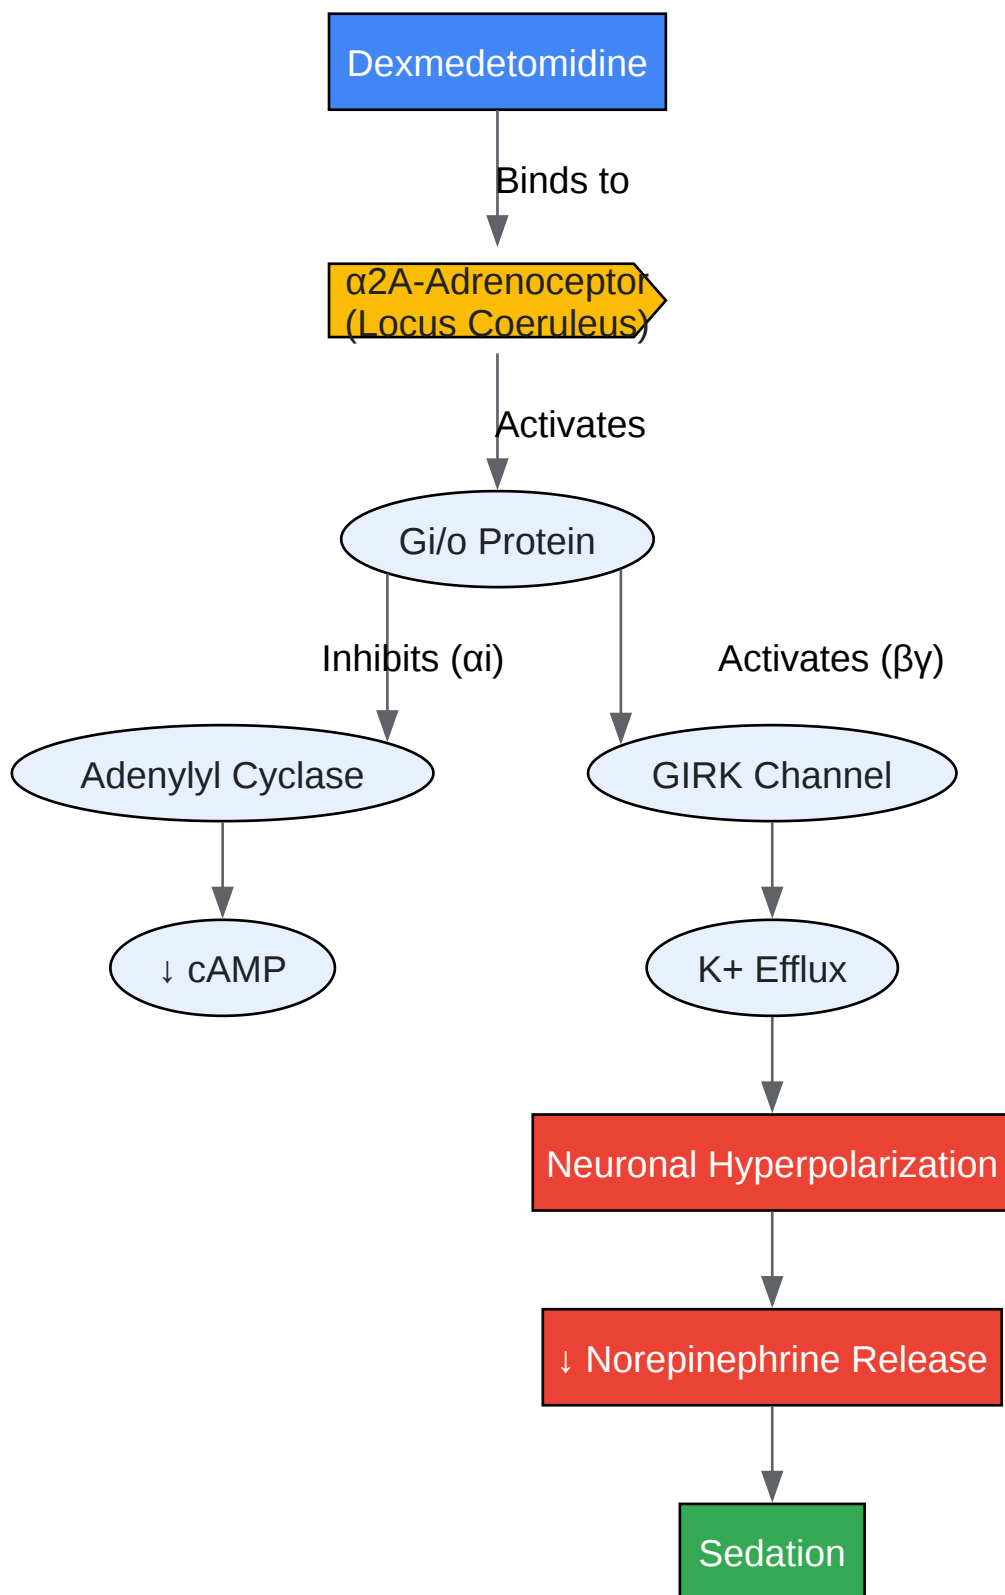 Dexmedetomidine
Binds to
α2A-Adrenoceptor
(Locus Coeruleus)
Activates
Gi/o Protein
Inhibits (αi)
Activates (βγ)
Adenylyl Cyclase
GIRK Channel
↓ cAMP
K+ Efflux
Neuronal Hyperpolarization
↓ Norepinephrine Release
Sedation